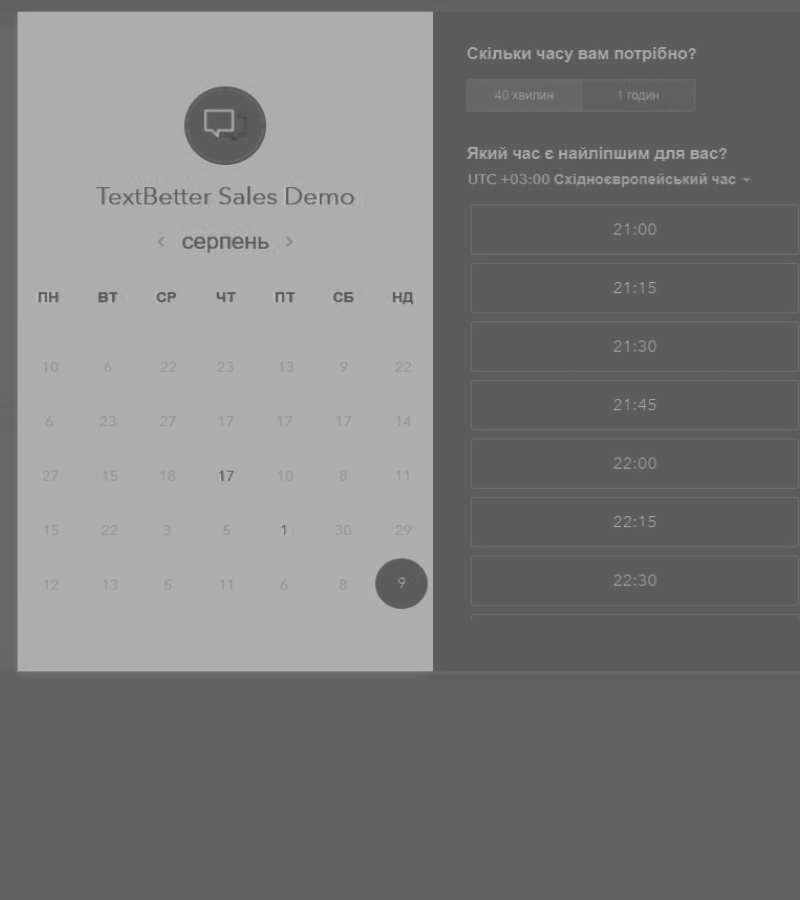 TextBetter Sales Demo
серпень
ПН ВТ СР ЧТ ПТ СБ НД
10 6 22 23 13 9 22
6 23 27 17 17 17 14
27 15 18 17 10 8 11
15 22 3 5 1 30 29
12 13 5 11 6 8 9
Скільки часу вам потрібно?
40 хвилин 1 годин
Який час є найліпшим для вас?
UTC +03:00 Східноєвропейський час
21:00
21:15
21:30
21:45
22:00
22:15
22:30